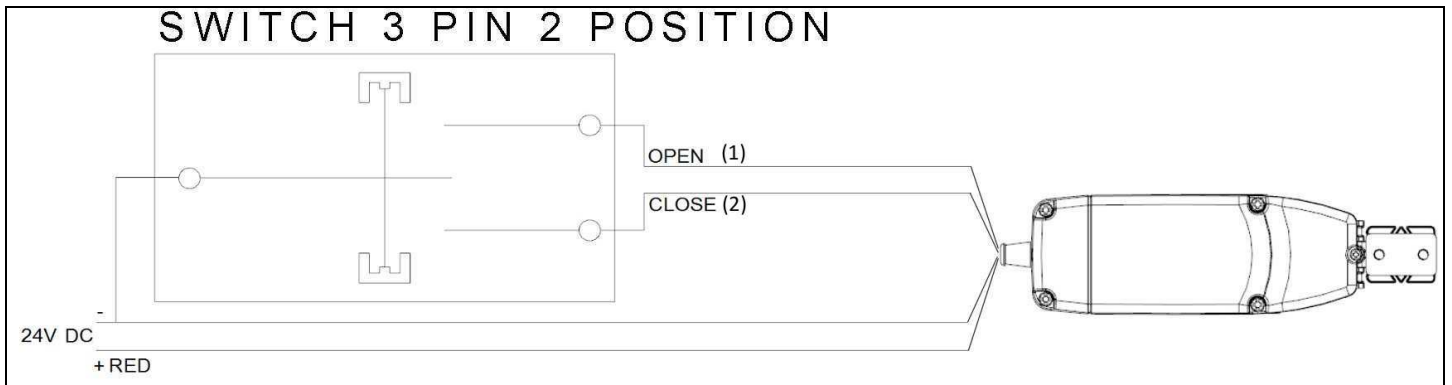 SWITCH 3 PIN 2 POSITION
OPEN (1)
CLOSE (2)
-
24V DC
+ RED